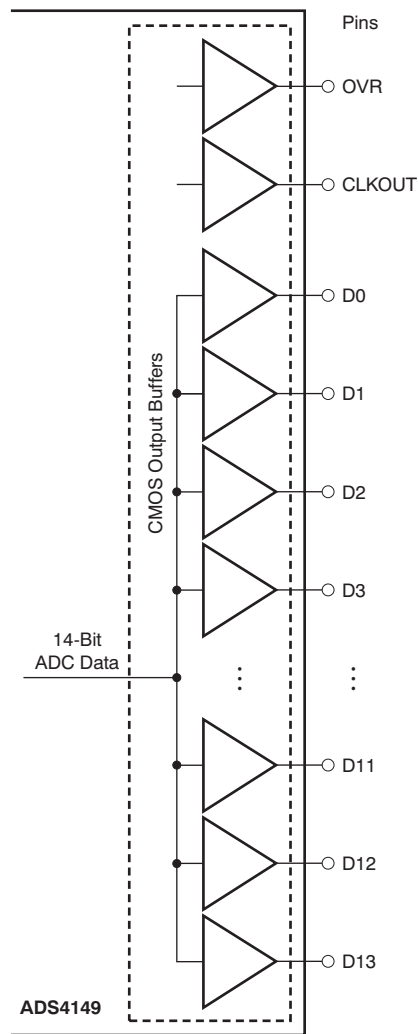 Pins
OVR
CLKOUT
D0
CMOS Output Buffers
D1
D2
D3
14-Bit
ADC Data
D11
D12
D13
ADS4149